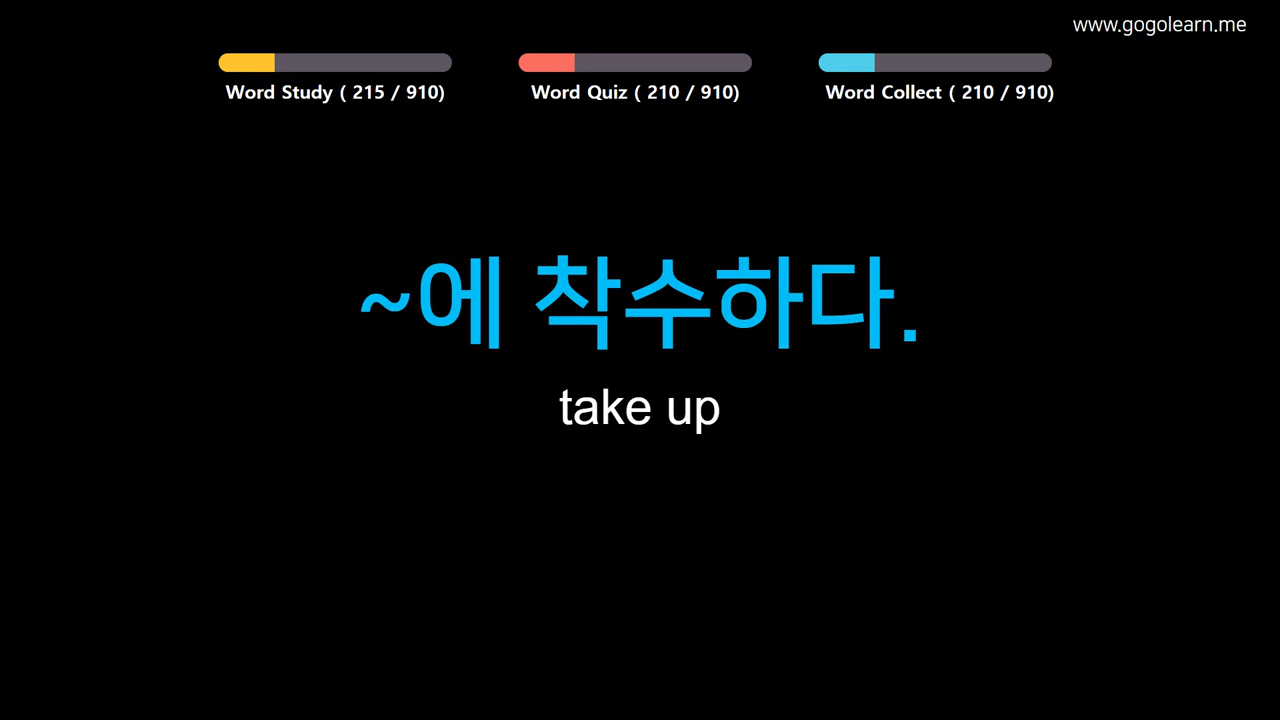 www.gogolearn.me
Word Study ( 215 / 910)
Word Quiz ( 210 / 910)
Word Collect ( 210 / 910)
~에 착수하다.
take up